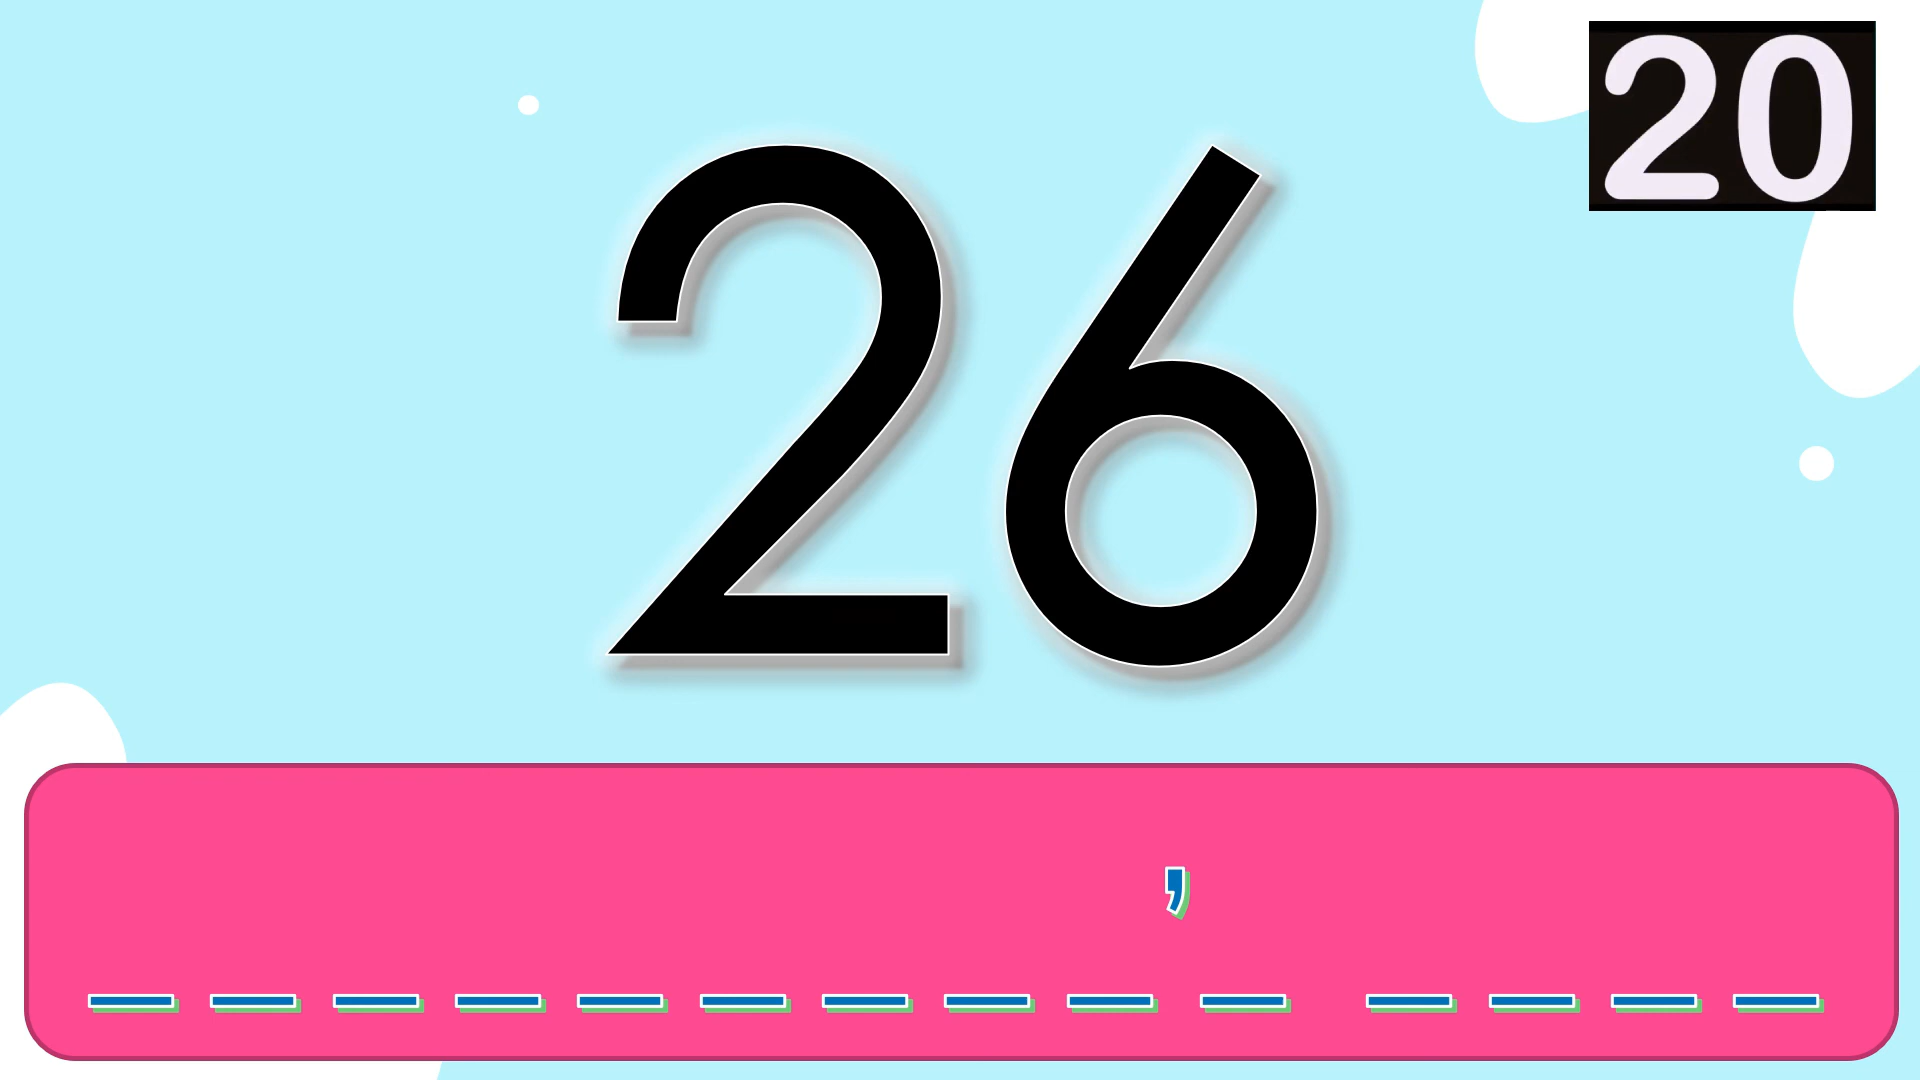 20
26
'
_ _ _ _ _ _ _ _ _ _ _ _ _ _